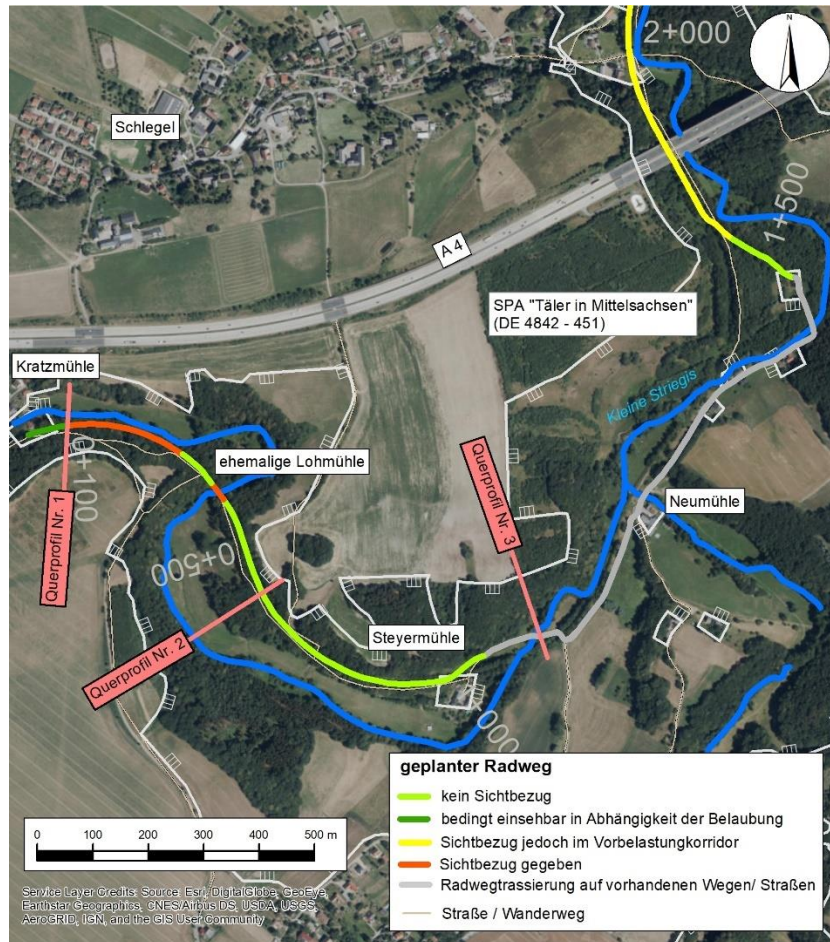 N
2+000
Schlegel
1+500
A 4
SPA "Täler in Mittelsachsen"
(DE 4842 - 451)
Kratzmühle
Kleine Striegis
0+100
ehemalige Lohmühle
Neumühle
Querprofil Nr. 1
0+500
Querprofil Nr. 3
Querprofil Nr. 2
Steyermühle
+000
geplanter Radweg
kein Sichtbezug
bedingt einsehbar in Abhängigkeit der Belaubung
Sichtbezug jedoch im Vorbelastungkorridor
Sichtbezug gegeben
Radwegtrassierung auf vorhandenen Wegen/ Straßen
Straße / Wanderweg
0 100 200 300 400 500 m
Service Layer Credits: Source: Esri, DigitalGlobe, GeoEye,
Earthstar Geographics, CNES/Airbus DS, USDA, USGS,
AeroGRID, IGN, and the GIS User Community